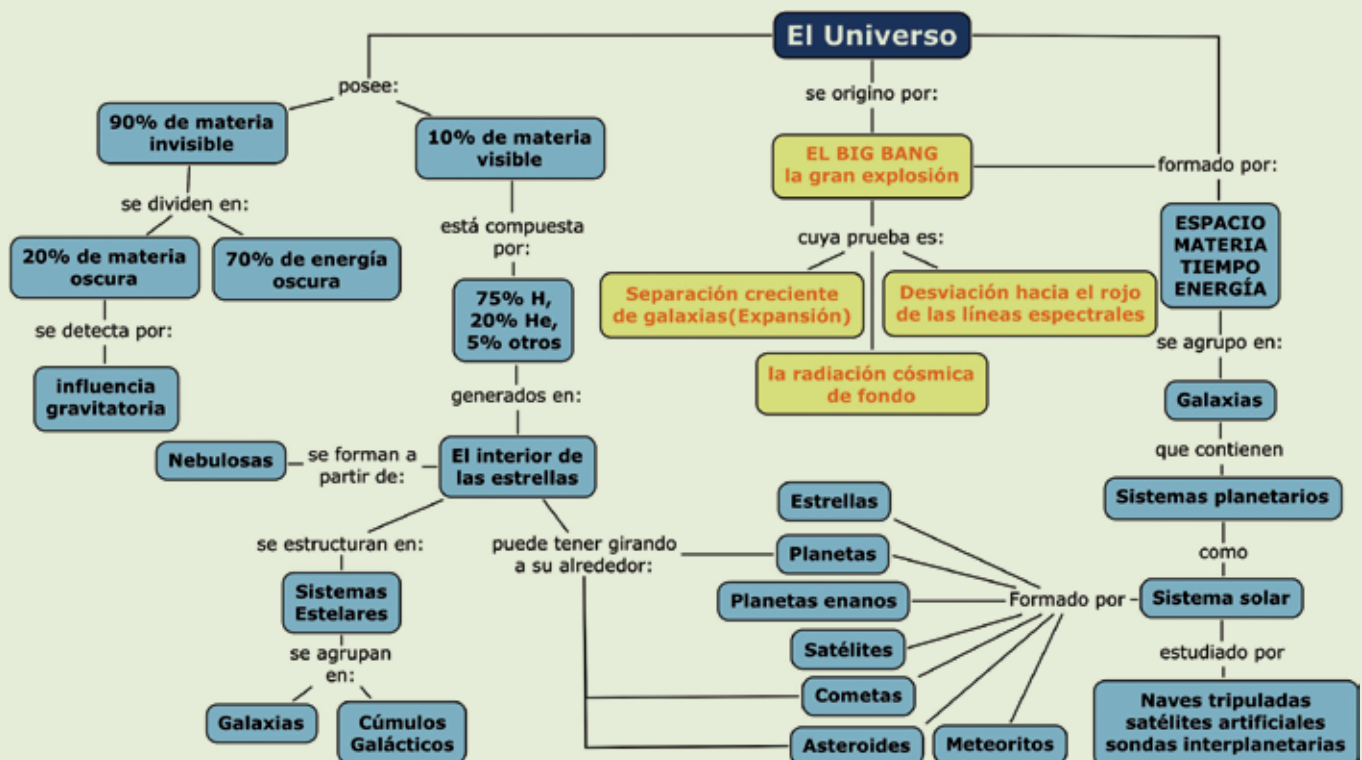 El Universo
posee:
90% de materia
invisible
10% de materia
visible
se dividen en:
20% de materia
oscura
70% de energía
oscura
se detecta por:
influencia
gravitatoria
está compuesta
por:
75% H,
20% He,
5% otros
generados en:
El interior de
las estrellas
se forman a
partir de:
Nebulosas
se estructuran en:
Sistemas
Estelares
se agrupan
en:
Galaxias
Cúmulos
Galácticos
puede tener girando
a su alrededor:
se origino por:
EL BIG BANG
la gran explosión
cuya prueba es:
Separación creciente
de galaxias(Expansión)
la radiación cósmica
de fondo
Desviación hacia el rojo
de las líneas espectrales
formado por:
ESPACIO
MATERIA
TIEMPO
ENERGÍA
se agrupo en:
Galaxias
que contienen
Sistemas planetarios
como
Sistema solar
Formado por
Estrellas
Planetas
Planetas enanos
Satélites
Cometas
Asteroides
Meteoritos
estudiado por
Naves tripuladas
satélites artificiales
sondas interplanetarias